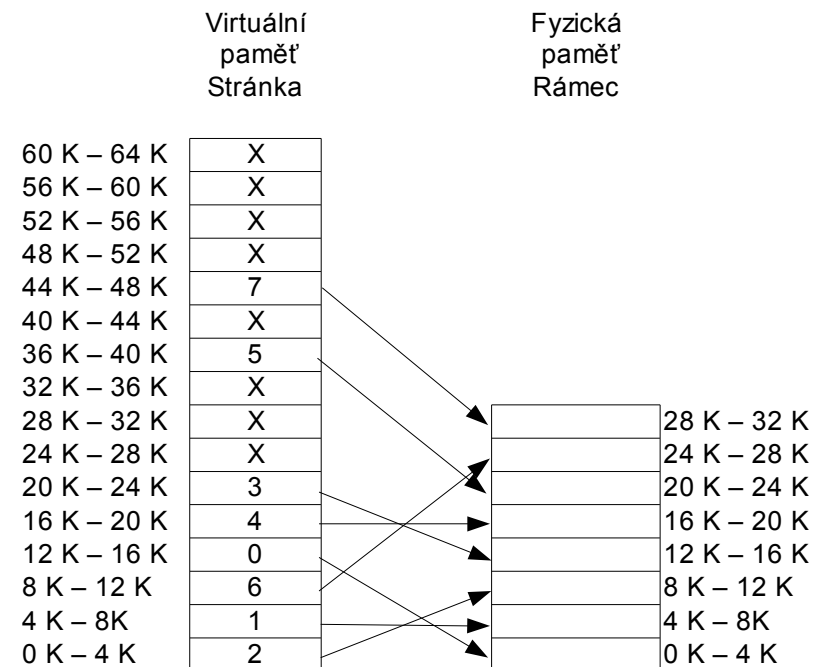 Virtuální Fyzická
paměť paměť
Stránka Rámec
60 K – 64 K X
56 K – 60 K X
52 K – 56 K X
48 K – 52 K X
44 K – 48 K 7
40 K – 44 K X
36 K – 40 K 5
32 K – 36 K X
28 K – 32 K X 28 K – 32 K
24 K – 28 K X 24 K – 28 K
20 K – 24 K 3 20 K – 24 K
16 K – 20 K 4 16 K – 20 K
12 K – 16 K 0 12 K – 16 K
8 K – 12 K 6 8 K – 12 K
4 K – 8K 1 4 K – 8K
0 K – 4 K 2 0 K – 4 K